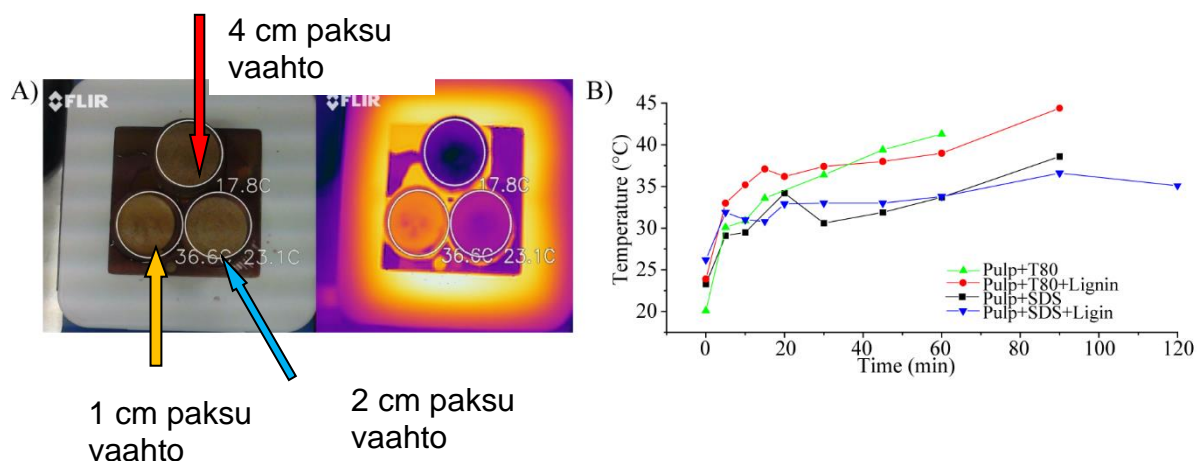 4 cm paksu
vaahto
A)
FLIR
17.8C
36.6C 23.1C
FLIR
17.8C
36.6C 23.1C
1 cm paksu
vaahto
2 cm paksu
vaahto
B)
Temperature (°C)
45
40
35
30
25
20
Pulp+T80
Pulp+T80+Lignin
Pulp+SDS
Pulp+SDS+Ligin
0 20 40 60 80 100 120
Time (min)